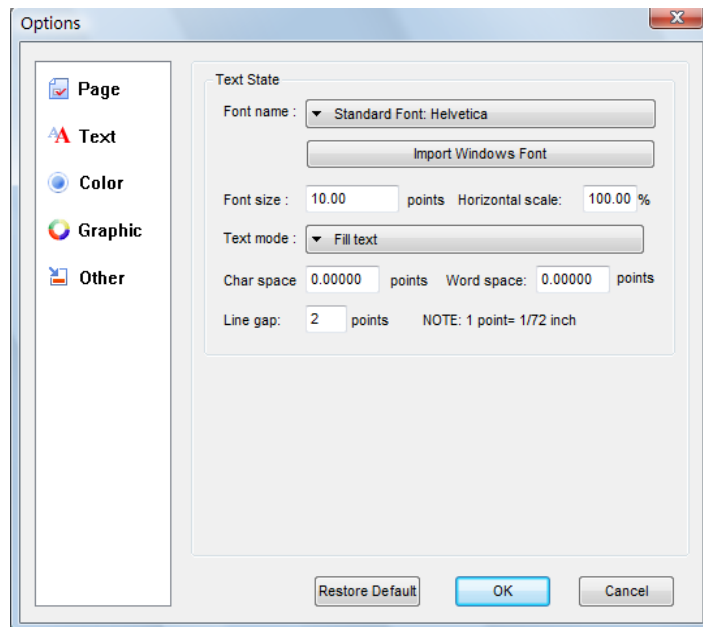 Options
x
Page
Text
Color
Graphic
Other
Text State
Font name : Standard Font: Helvetica
Import Windows Font
Font size : 10.00 points Horizontal scale: 100.00 %
Text mode : Fill text
Char space 0.00000 points Word space: 0.00000 points
Line gap: 2 points NOTE: 1 point= 1/72 inch
Restore Default OK Cancel